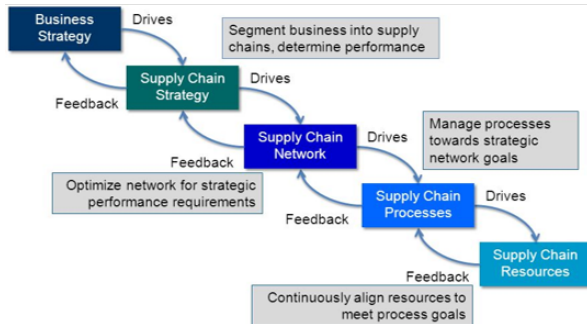 Business
Strategy
Drives
Segment business into supply
chains, determine performance
Feedback
Supply Chain
Strategy
Drives
Feedback
Supply Chain
Network
Drives
Manage processes
towards strategic
network goals
Optimize network for strategic
performance requirements
Feedback
Supply Chain
Processes
Drives
Feedback
Supply Chain
Resources
Continuously align resources to
meet process goals